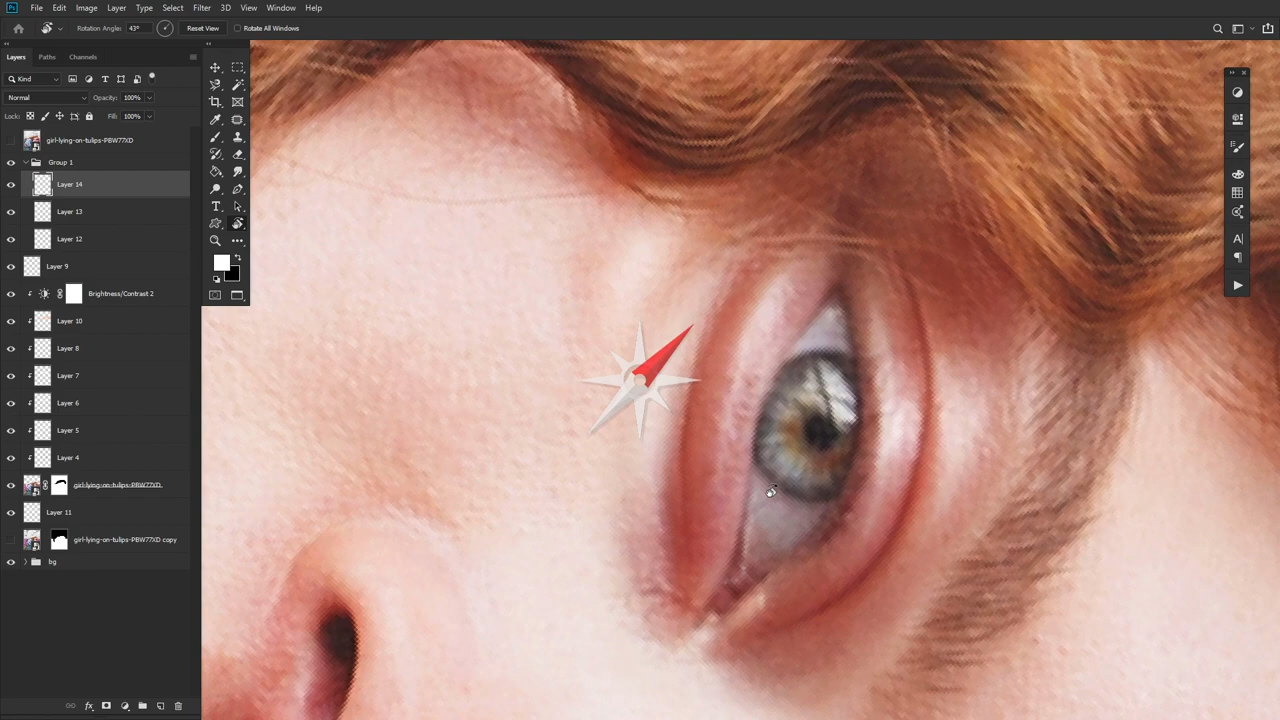 Ps File Edit Image Layer Type Select Filter 3D View Window Help
Rotation Angle: 43° Reset View Rotate All Windows
Layers Paths Channels
Kind T
Normal Opacity: 100%
Lock: Fill: 100%
girl-lying-on-tulips-PBW77XD
Group 1
Layer 14
Layer 13
Layer 12
Layer 9
Brightness/Contrast 2
Layer 10
Layer 8
Layer 7
Layer 6
Layer 5
Layer 4
girl-lying-on-tulips-PBW77XD
Layer 11
girl-lying-on-tulips-PBW77XD copy
bg
fx
T
A